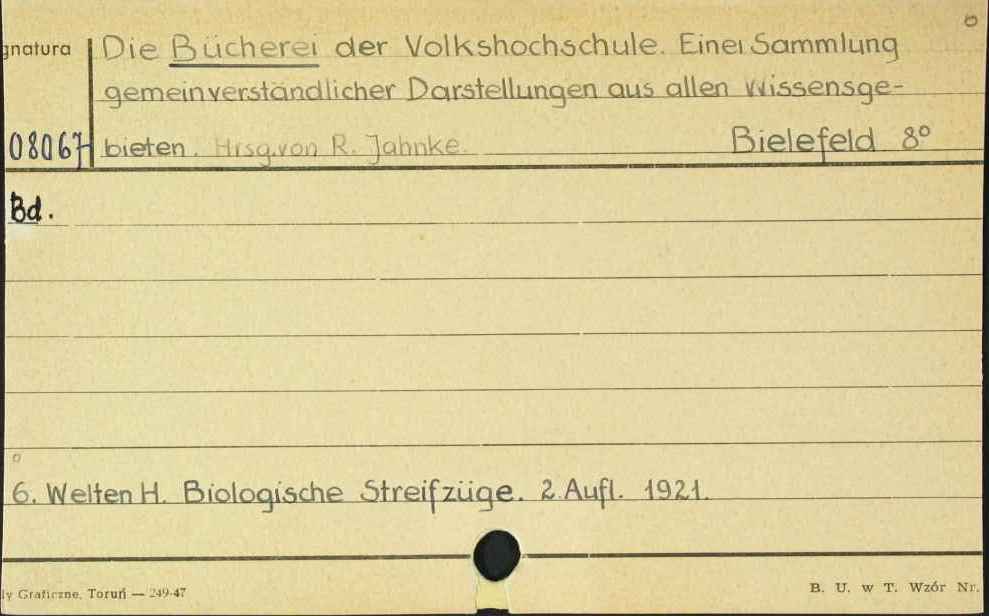 gnatura Die Bücherei der Volkshochschule. Einei Sammlung
gemeinverständlicher Darstellungen aus allen Wissensge-
08067 bieten. Hrsg. von R. Jahnke. Bielefeld 8°
Bd.
6. Welten H. Biologische Streifzüge. 2. Aufl. 1921.
ly Graficzne, Toruń — 249-47 B. U. w T. Wzór Nr.